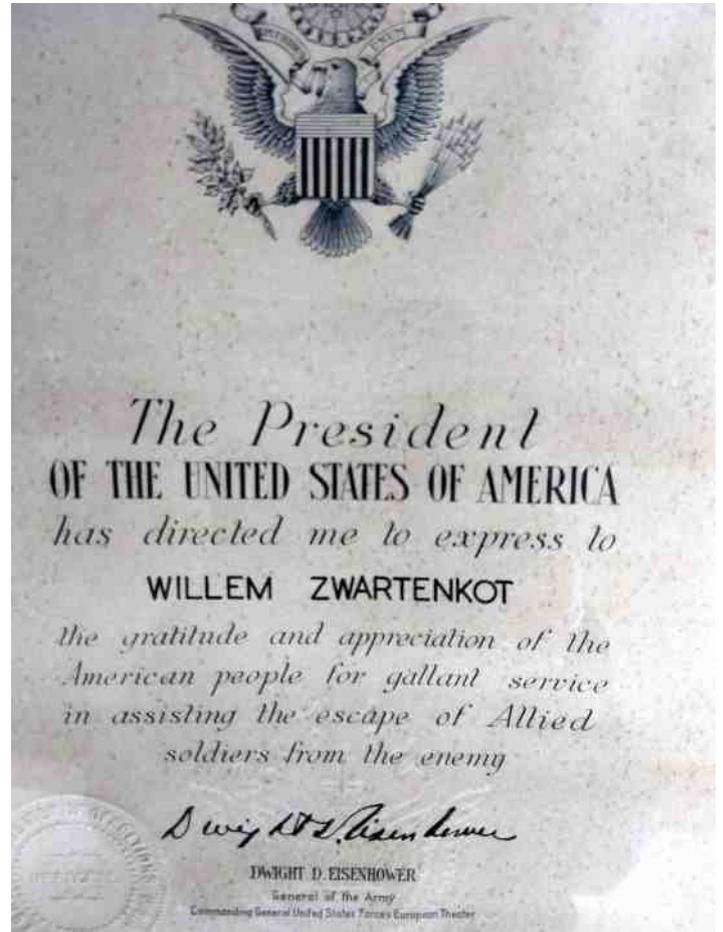 The President
OF THE UNITED STATES OF AMERICA
has directed me to express to
WILLEM ZWARTENKOT
the gratitude and appreciation of the
American people for gallant service
in assisting the escape of Allied
soldiers from the enemy
Dwight D. Eisenhower
DWIGHT D. EISENHOWER
General of the Army
Commanding General United States Forces European Theater